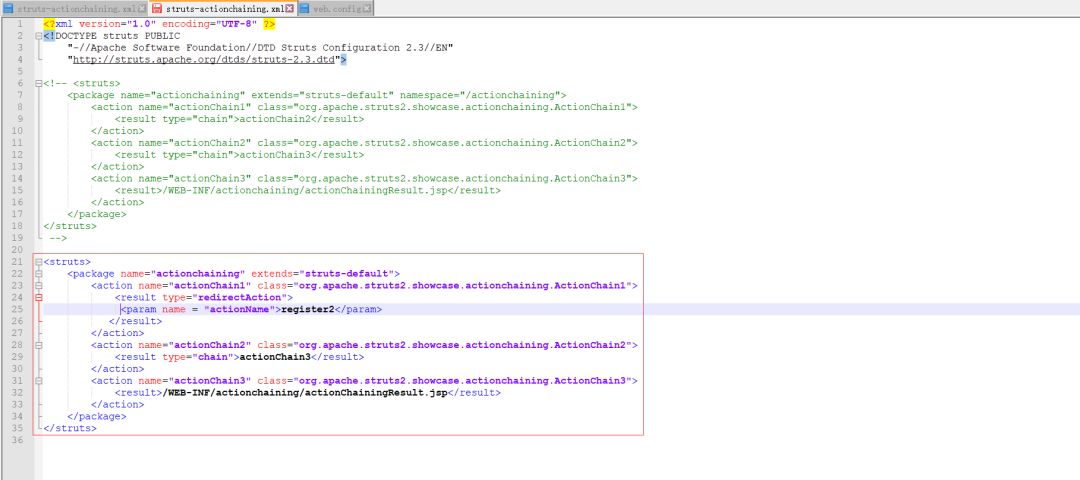 struts-actionchaining.xml struts-actionchaining.xml web.config
1 <?xml version="1.0" encoding="UTF-8" ?>
2 <!DOCTYPE struts PUBLIC
3 "-//Apache Software Foundation//DTD Struts Configuration 2.3//EN"
4 "http://struts.apache.org/dtds/struts-2.3.dtd">
5
6 <!-- <struts>
7 <package name="actionchaining" extends="struts-default" namespace="/actionchaining">
8 <action name="actionChain1" class="org.apache.struts2.showcase.actionchaining.ActionChain1">
9 <result type="chain">actionChain2</result>
10 </action>
11 <action name="actionChain2" class="org.apache.struts2.showcase.actionchaining.ActionChain2">
12 <result type="chain">actionChain3</result>
13 </action>
14 <action name="actionChain3" class="org.apache.struts2.showcase.actionchaining.ActionChain3">
15 <result>/WEB-INF/actionchaining/actionChainingResult.jsp</result>
16 </action>
17 </package>
18 </struts>
19 -->
20
21 <struts>
22 <package name="actionchaining" extends="struts-default">
23 <action name="actionChain1" class="org.apache.struts2.showcase.actionchaining.ActionChain1">
24 <result type="redirectAction">
25 <param name = "actionName">register2</param>
26 </result>
27 </action>
28 <action name="actionChain2" class="org.apache.struts2.showcase.actionchaining.ActionChain2">
29 <result type="chain">actionChain3</result>
30 </action>
31 <action name="actionChain3" class="org.apache.struts2.showcase.actionchaining.ActionChain3">
32 <result>/WEB-INF/actionchaining/actionChainingResult.jsp</result>
33 </action>
34 </package>
35 </struts>
36